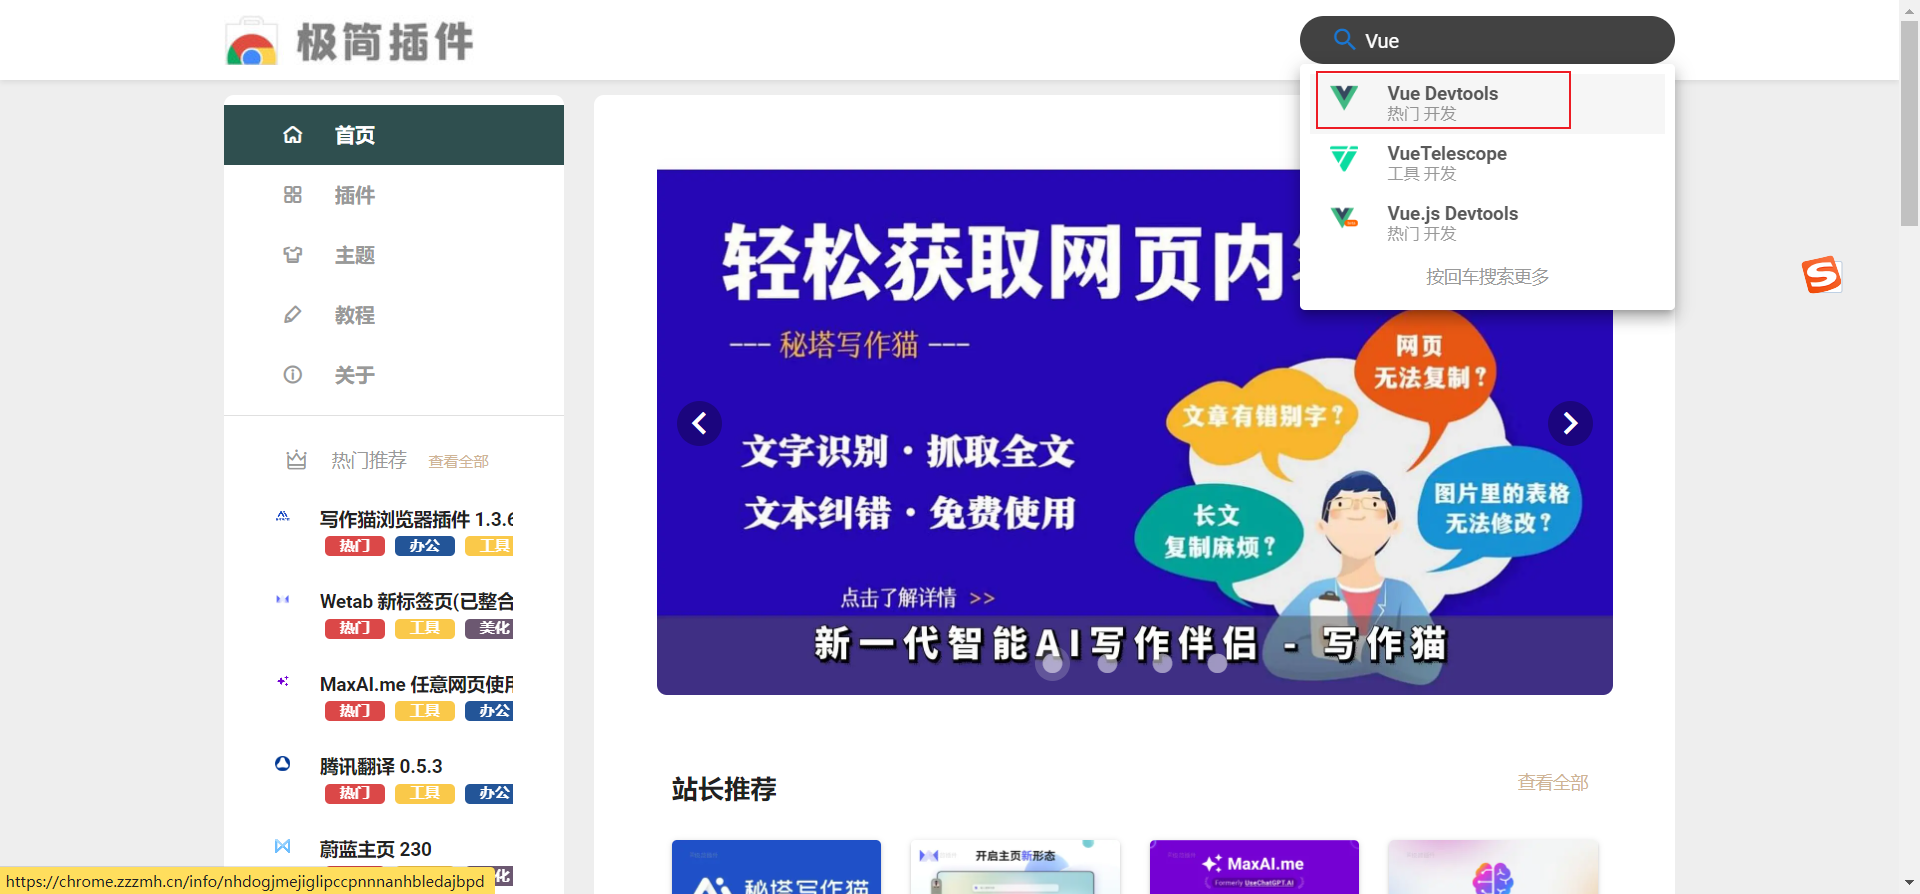 极简插件
Vue
Vue Devtools
热门 开发
VueTelescope
工具 开发
Vue.js Devtools
热门 开发
按回车搜索更多
首页
插件
主题
教程
关于
热门推荐 查看全部
写作猫浏览器插件 1.3.6
热门 办公 工具
Wetab 新标签页(已整合
热门 工具 美化
MaxAI.me 任意网页使用
热门 工具 办公
腾讯翻译 0.5.3
热门 工具 办公
蔚蓝主页 230
化
https://chrome.zzzmh.cn/info/nhdogjmejiglipccpnnnanhbledajbpd
轻松获取网页内
--- 秘塔写作猫 ---
文字识别·抓取全文
文本纠错·免费使用
点击了解详情 >>
网页
无法复制?
文章有错别字?
图片里的表格
无法修改?
长文
复制麻烦?
新一代智能AI写作伴侣 - 写作猫
站长推荐
查看全部
秘塔写作猫
开启主页新形态
MaxAI.me
Formerly UseChatGPT.AI